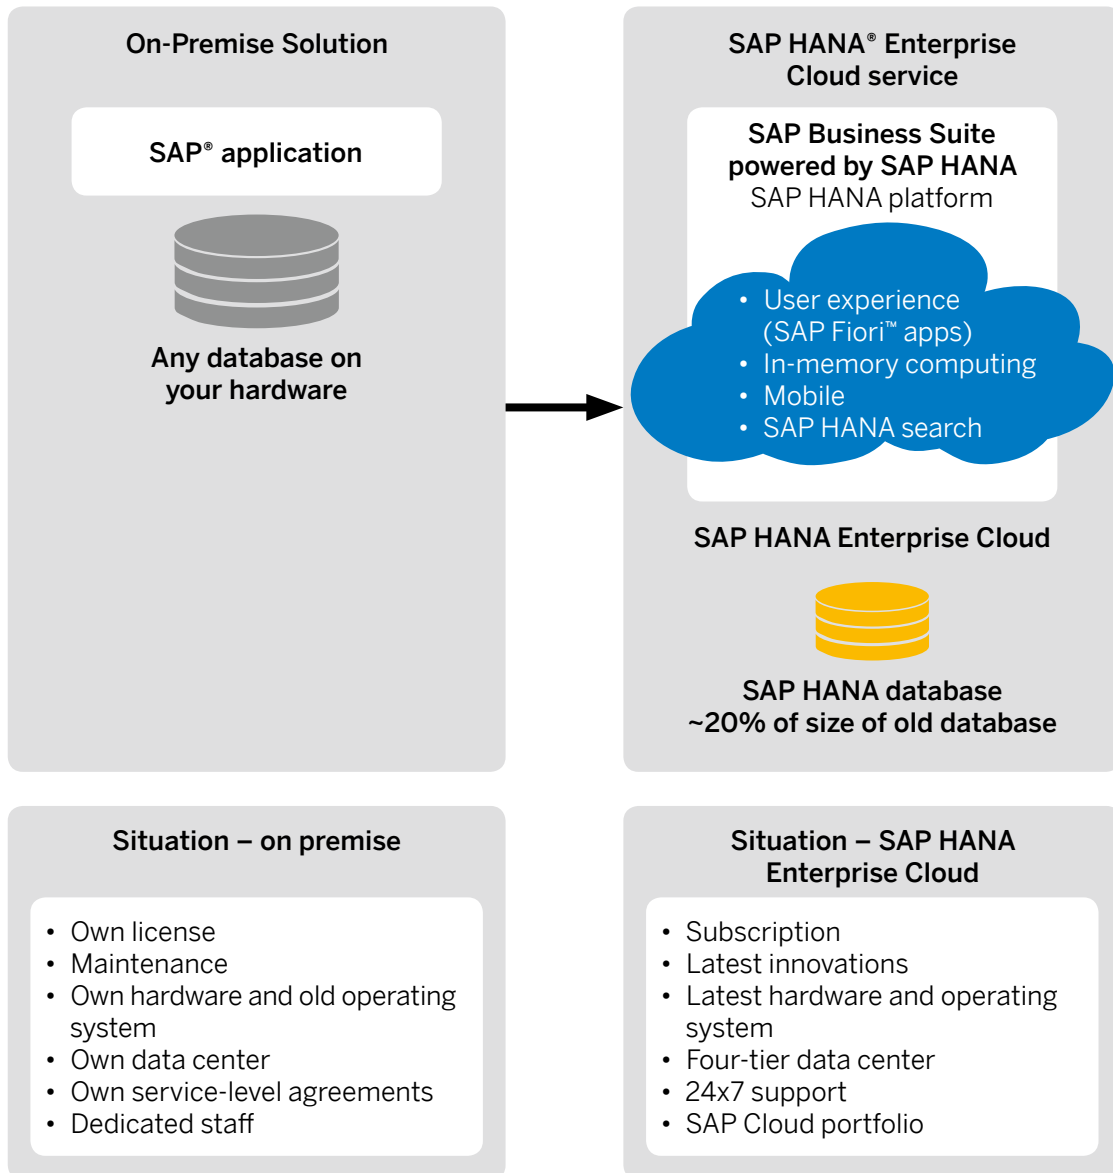 On-Premise Solution
SAP® application
Any database on
your hardware
SAP HANA® Enterprise
Cloud service
SAP Business Suite
powered by SAP HANA
SAP HANA platform
• User experience
(SAP Fiori™ apps)
• In-memory computing
• Mobile
• SAP HANA search
SAP HANA Enterprise Cloud
SAP HANA database
~20% of size of old database
Situation – on premise
• Own license
• Maintenance
• Own hardware and old operating
system
• Own data center
• Own service-level agreements
• Dedicated staff
Situation – SAP HANA
Enterprise Cloud
• Subscription
• Latest innovations
• Latest hardware and operating
system
• Four-tier data center
• 24x7 support
• SAP Cloud portfolio